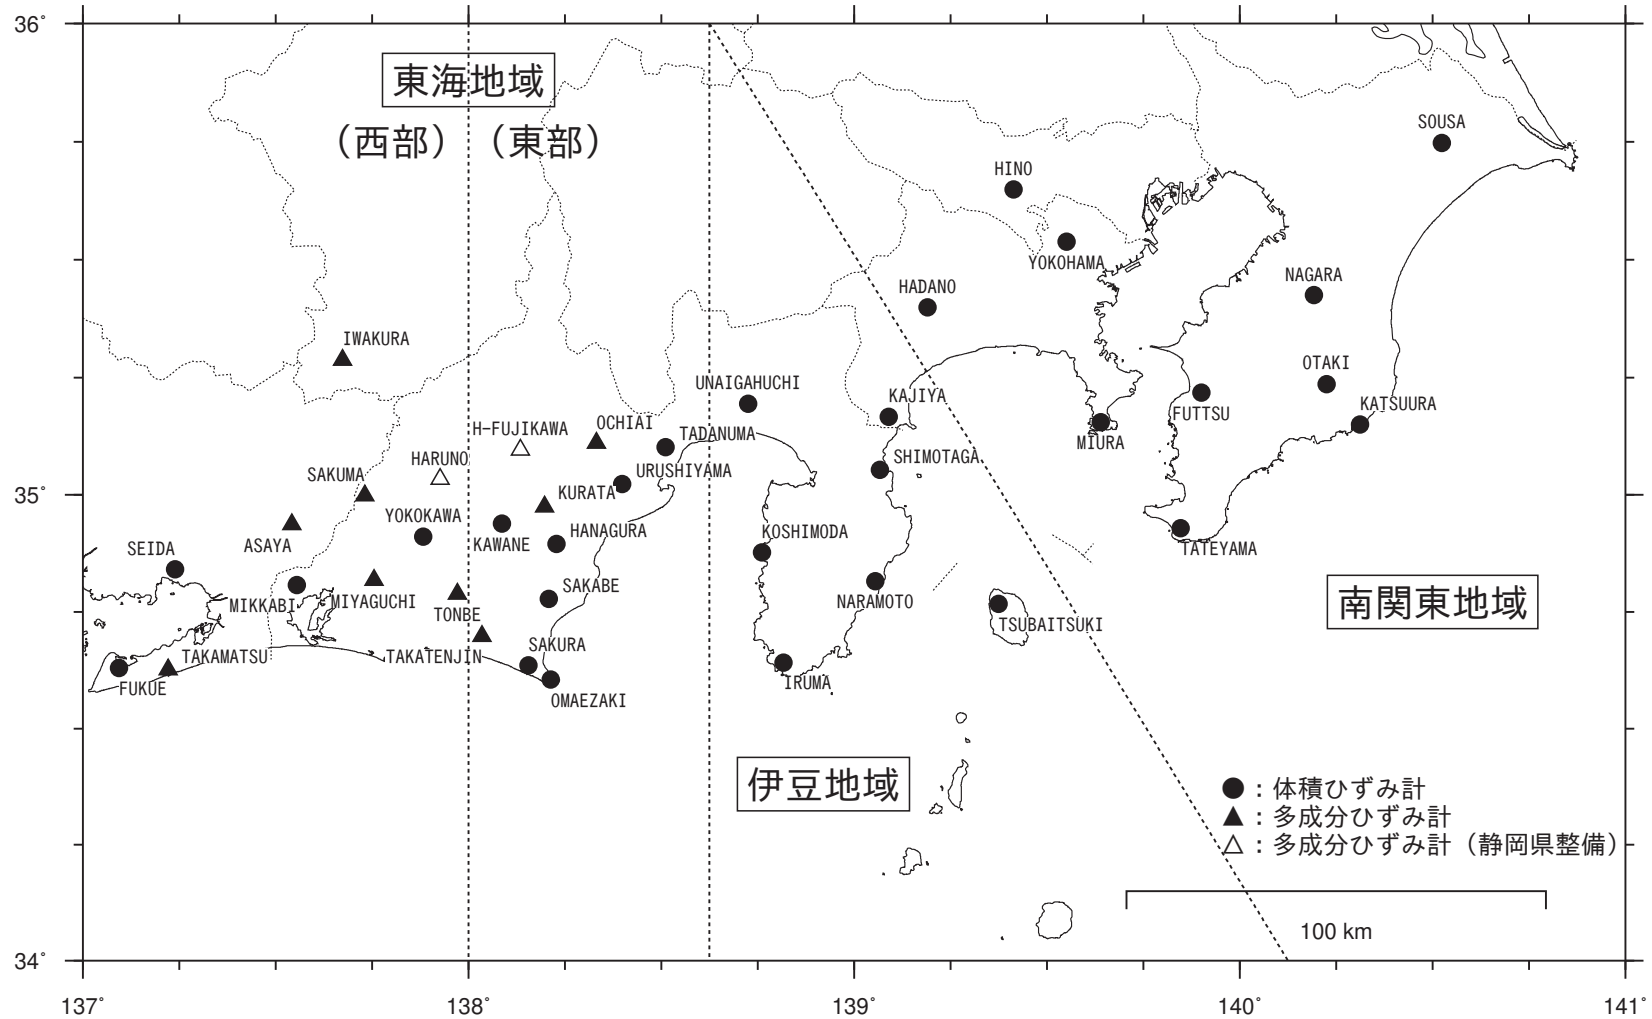 36°
東海地域
（西部）（東部）
SOUSA
HINO
YOKOHAMA
HADANO
NAGARA
IWAKURA
OTAKI
UNAIGAHUCHI
KAJIYA
KATSUURA
FUTTSU
H-FUJIKAWA
OCHIAI
TADANUMA
MIURA
HARUNO
SHIMOTAGA
SAKUMA
URUSHIYAMA
35°
KURATA
YOKOKAWA
KAWANE
HANAGURA
KOSHIMODA
ASAYA
SEIDA
TATEYAMA
SAKABE
MIKKABI
MIYAGUCHI
NARAMOTO
TONBE
TSUBAITSUKI
南関東地域
SAKURA
TAKAMATSU
TAKATENJIN
IRUMA
FUKUE
OMAEZAKI
伊豆地域
：体積ひずみ計
：多成分ひずみ計
：多成分ひずみ計（静岡県整備）
100 km
34°
137°
138°
139°
140°
141°